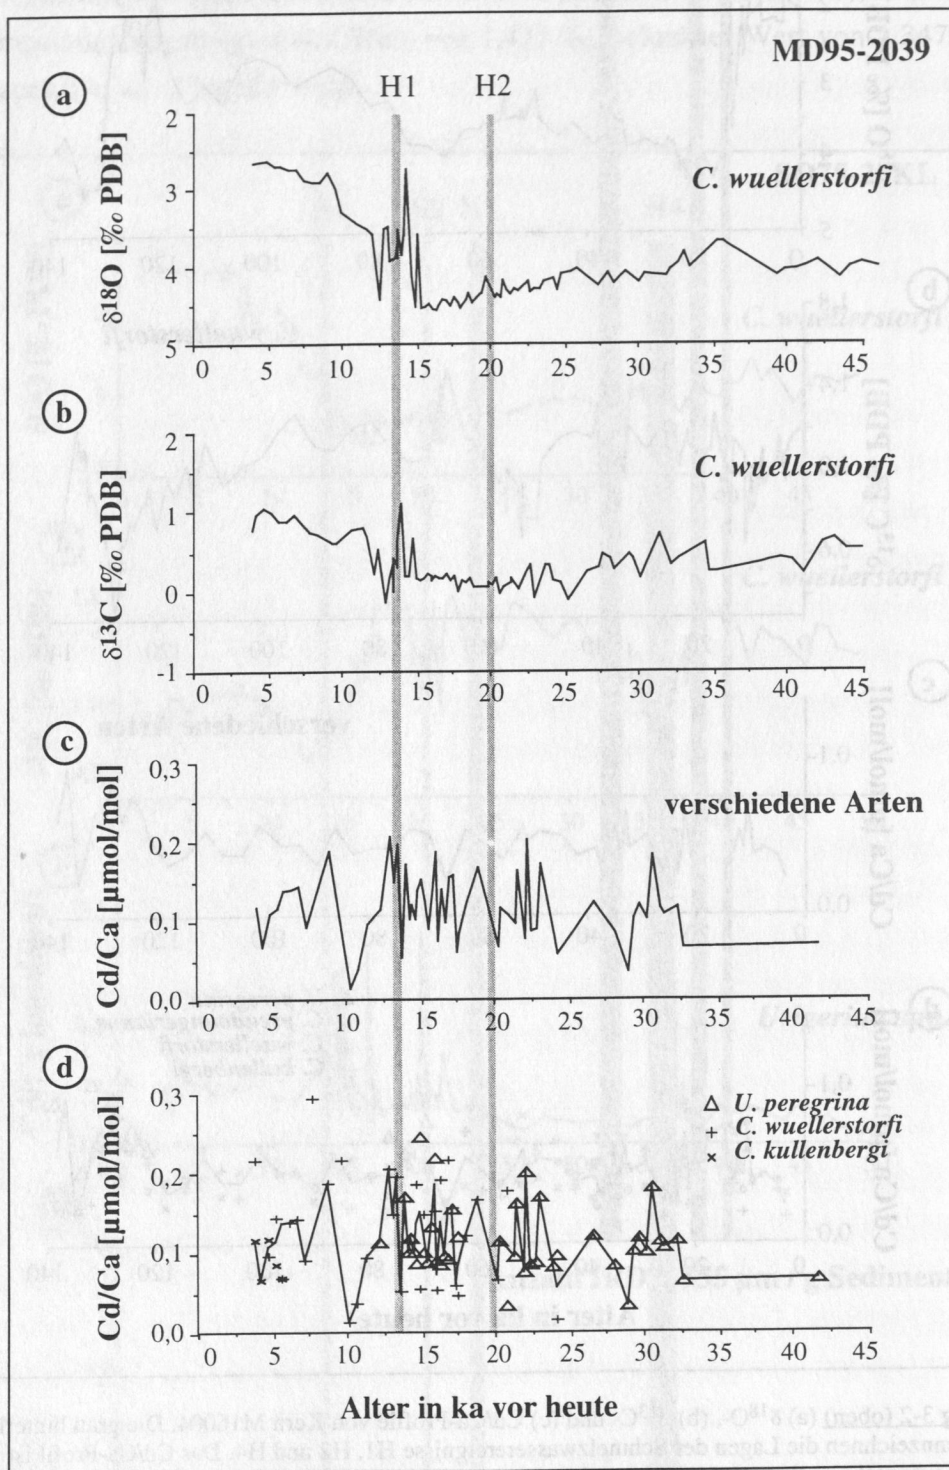 MD95-2039
H1 H2
a
δ18O [‰ PDB]
2
3
4
5
C. wuellerstorfi
0 5 10 15 20 25 30 35 40 45
b
δ13C [‰ PDB]
2
1
0
-1
C. wuellerstorfi
0 5 10 15 20 25 30 35 40 45
c
Cd/Ca [µmol/mol]
0,3
0,2
0,1
0,0
verschiedene Arten
0 5 10 15 20 25 30 35 40 45
d
Cd/Ca [µmol/mol]
0,3
0,2
0,1
0,0
U. peregrina
C. wuellerstorfi
C. kullenbergi
0 5 10 15 20 25 30 35 40 45
Alter in ka vor heute